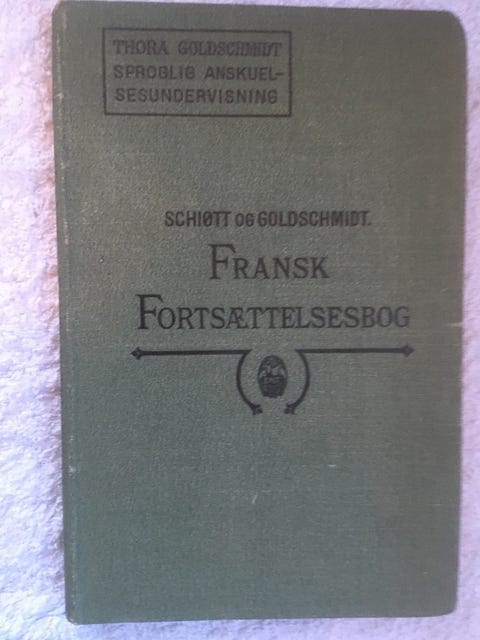 THORA GOLDSCHMIDT
SPROGLIG ANSKUEL-
SESUNDERVISNING
SCHIØTT OG GOLDSCHMIDT.
FRANSK
FORTSÆTTELSESBOG